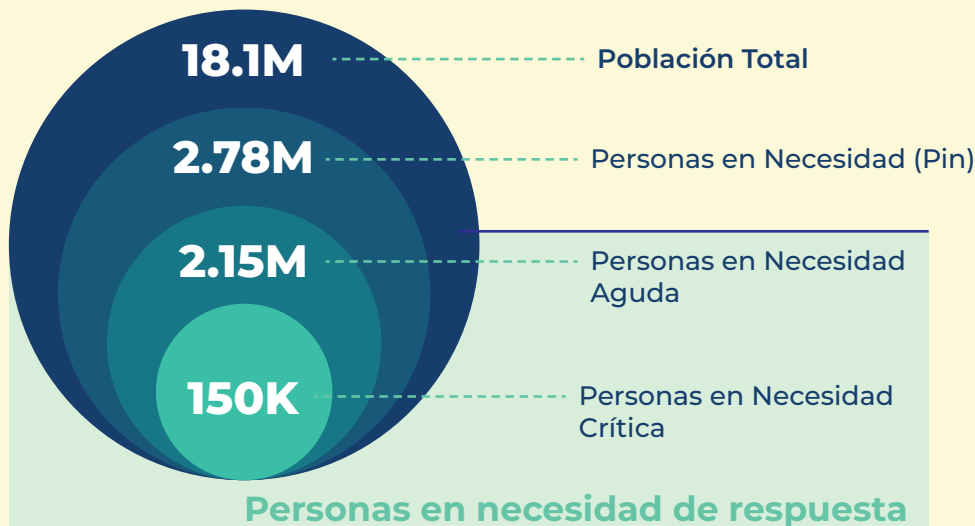 18.1M Población Total
2.78M Personas en Necesidad (Pin)
2.15M Personas en Necesidad
Aguda
150K Personas en Necesidad
Crítica
Personas en necesidad de respuesta